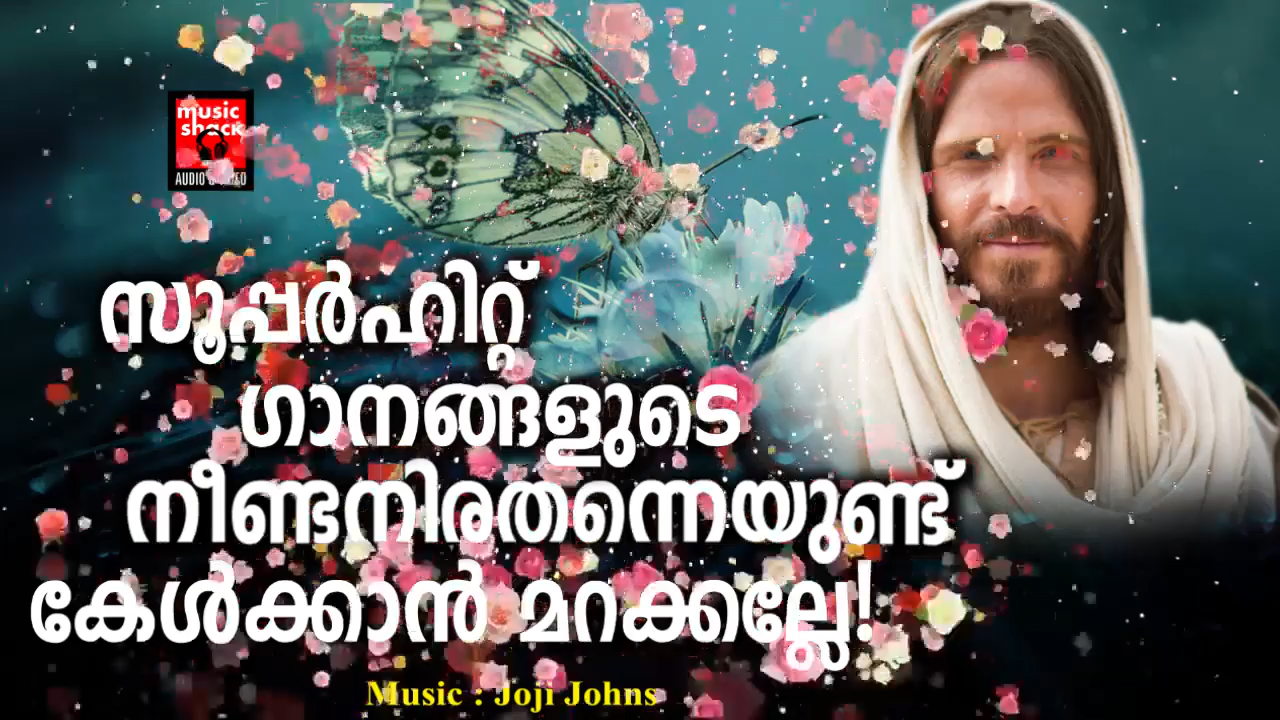 music
shack
AUDIO & VIDEO
സൂപ്പർഹിറ്റ്
ഗാനങ്ങളുടെ
നീണ്ടനിരതന്നെയുണ്ട്
കേൾക്കാൻ മറക്കല്ലേ!
Music : Joji Johns